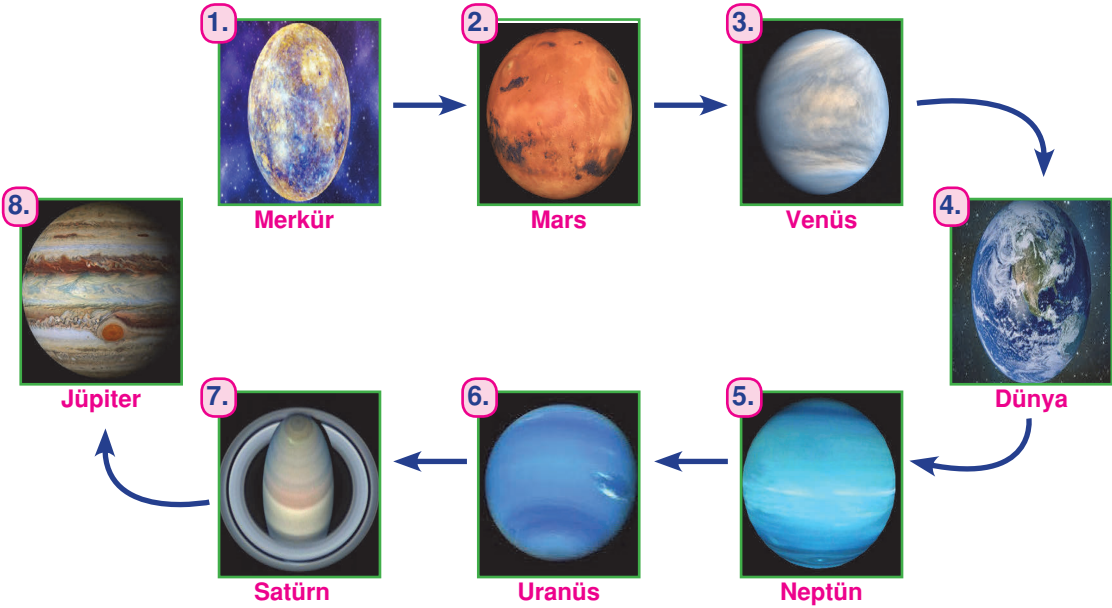 1.
Merkür
2.
Mars
3.
Venüs
4.
Dünya
5.
Neptün
6.
Uranüs
7.
Satürn
8.
Jüpiter